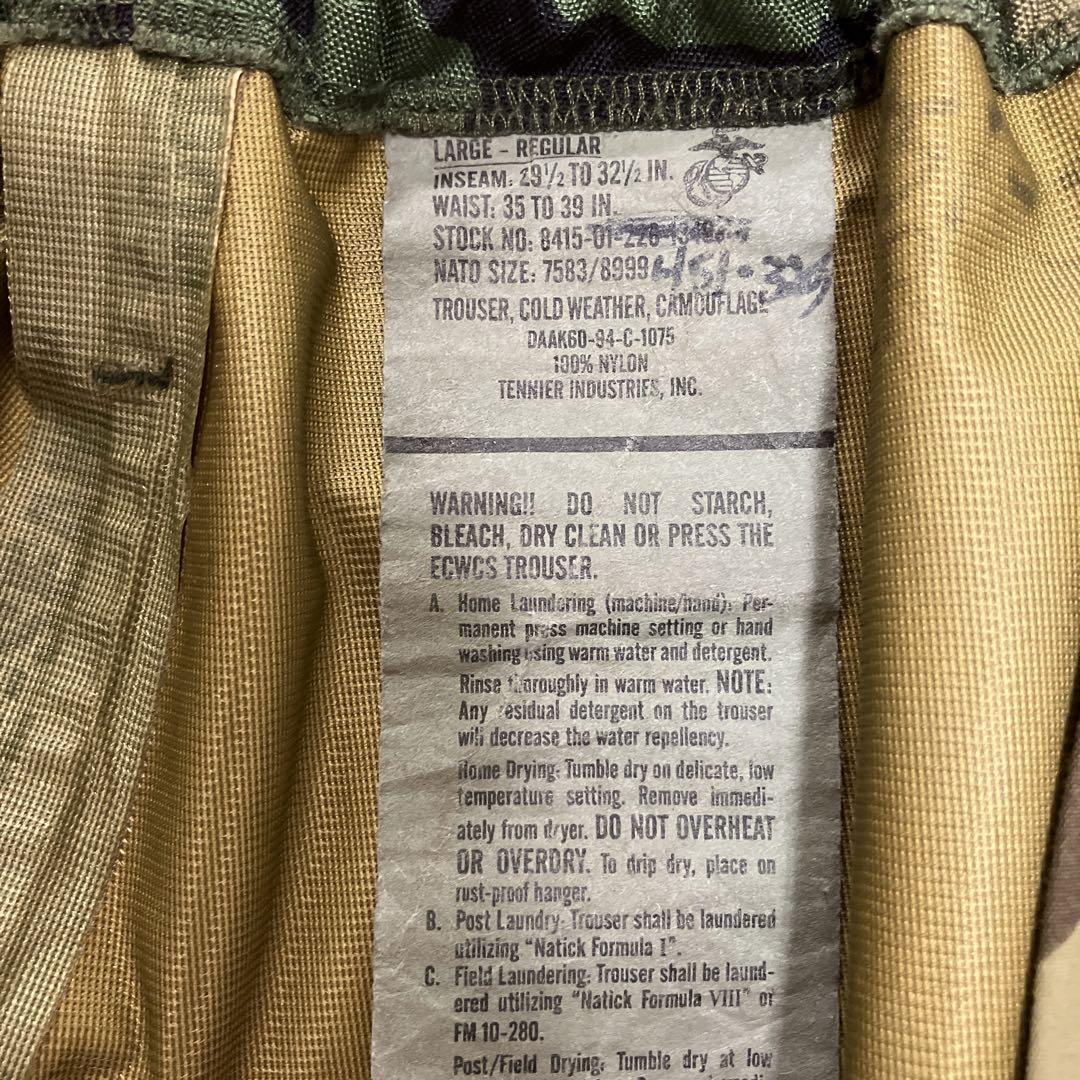 LARGE - REGULAR
INSEAM: 29½ TO 32½ IN.
WAIST: 35 TO 39 IN.
STOCK NO: 8415-01-228-
NATO SIZE: 7583/8999
TROUSER, COLD WEATHER, CAMOUFLAGE
DAAK60-94-C-1075
100% NYLON
TENNIER INDUSTRIES, INC.
WARNING!! DO NOT STARCH,
BLEACH, DRY CLEAN OR PRESS THE
ECWCS TROUSER.
A. Home Laundering (machine/hand): Per-
manent press machine setting or hand
washing using warm water and detergent.
Rinse thoroughly in warm water. NOTE:
Any residual detergent on the trouser
will decrease the water repellency.
Home Drying: Tumble dry on delicate, low
temperature setting. Remove immedi-
ately from dryer. DO NOT OVERHEAT
OR OVERDRY. To drip dry, place on
rust-proof hanger.
B. Post Laundry: Trouser shall be laundered
utilizing "Natick Formula I".
C. Field Laundering: Trouser shall be laund-
ered utilizing "Natick Formula VIII" or
FM 10-280.
Post/Field Drying: Tumble dry at low